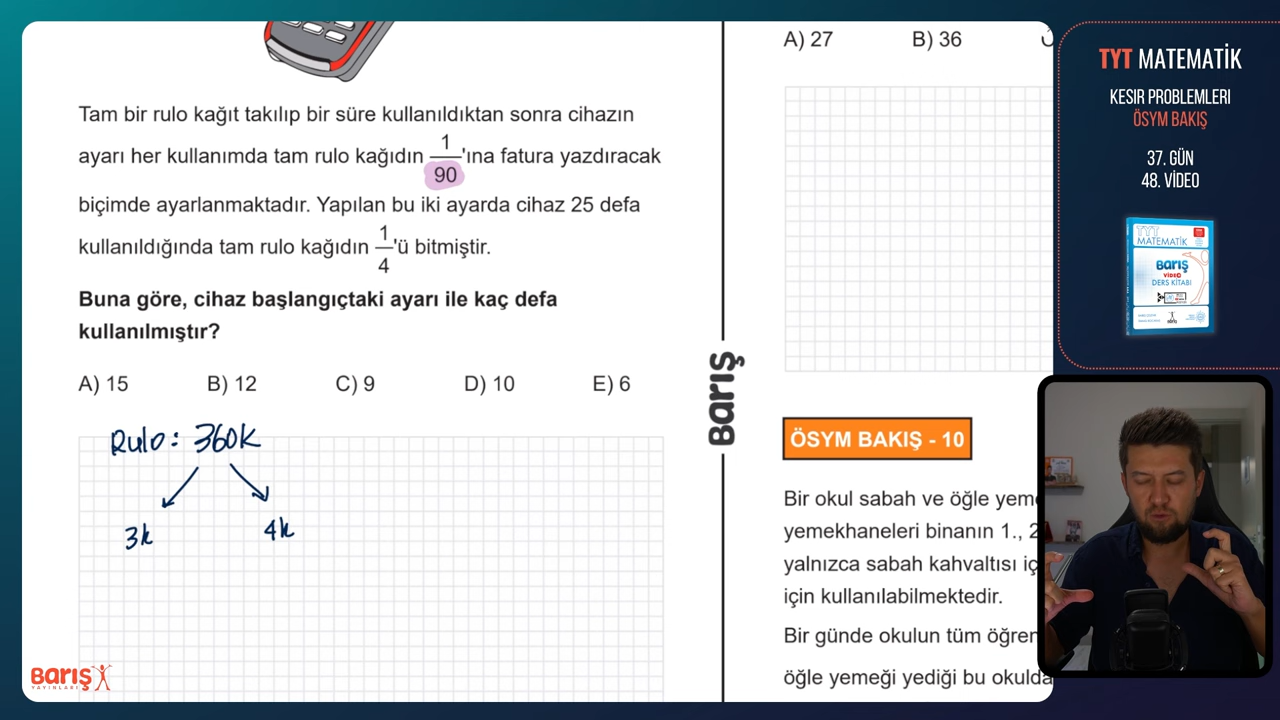 Tam bir rulo kağıt takılıp bir süre kullanıldıktan sonra cihazın
ayarı her kullanımda tam rulo kağıdın 1/90'ına fatura yazdıracak
biçimde ayarlanmaktadır. Yapılan bu iki ayarda cihaz 25 defa
kullanıldığında tam rulo kağıdın 1/4'ü bitmiştir.
Buna göre, cihaz başlangıçtaki ayarı ile kaç defa
kullanılmıştır?
A) 15 B) 12 C) 9 D) 10 E) 6
Rulo: 360k
3k 4k
BARIŞ
YAYINLARI
Barış
A) 27 B) 36
ÖSYM BAKIŞ - 10
Bir okul sabah ve öğle yeme
yemekhaneleri binanın 1., 2
yalnızca sabah kahvaltısı iç
için kullanılabilmektedir.
Bir günde okulun tüm öğren
öğle yemeği yediği bu okulda
TYT MATEMATİK
KESIR PROBLEMLERI
ÖSYM BAKIŞ
37. GÜN
48. VİDEO
TYT
MATEMATİK
Barış
VİDEO
DERS KİTABI